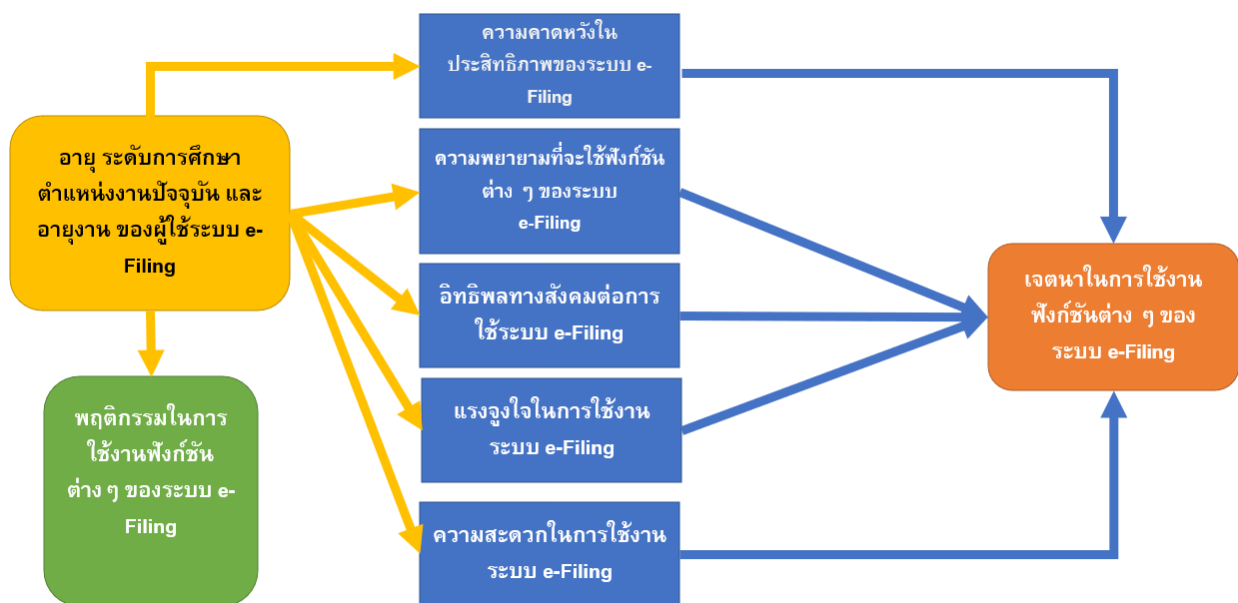 ความคาดหวังใน
ประสิทธิภาพของระบบ e-
Filing
อายุ ระดับการศึกษา
ตำแหน่งงานปัจจุบัน และ
อายุงาน ของผู้ใช้ระบบ e-
Filing
ความพยายามที่จะใช้ฟังก์ชัน
ต่าง ๆ ของระบบ
e-Filing
อิทธิพลทางสังคมต่อการ
ใช้ระบบ e-Filing
เจตนาในการใช้งาน
ฟังก์ชันต่าง ๆ ของ
ระบบ e-Filing
พฤติกรรมในการ
ใช้งานฟังก์ชัน
ต่าง ๆ ของระบบ e-
Filing
แรงจูงใจในการใช้งาน
ระบบ e-Filing
ความสะดวกในการใช้งาน
ระบบ e-Filing